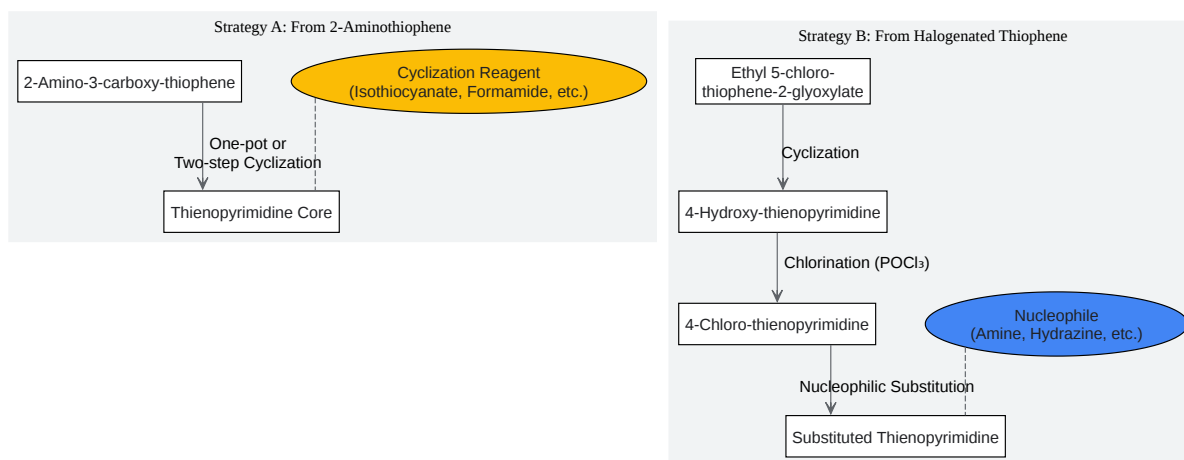 Strategy A: From 2-Aminothiophene
2-Amino-3-carboxy-thiophene
Cyclization Reagent
(Isothiocyanate, Formamide, etc.)
One-pot or
Two-step Cyclization
Thienopyrimidine Core
Strategy B: From Halogenated Thiophene
Ethyl 5-chloro-
thiophene-2-glyoxylate
Cyclization
4-Hydroxy-thienopyrimidine
Chlorination (POCl₃)
4-Chloro-thienopyrimidine
Nucleophile
(Amine, Hydrazine, etc.)
Nucleophilic Substitution
Substituted Thienopyrimidine